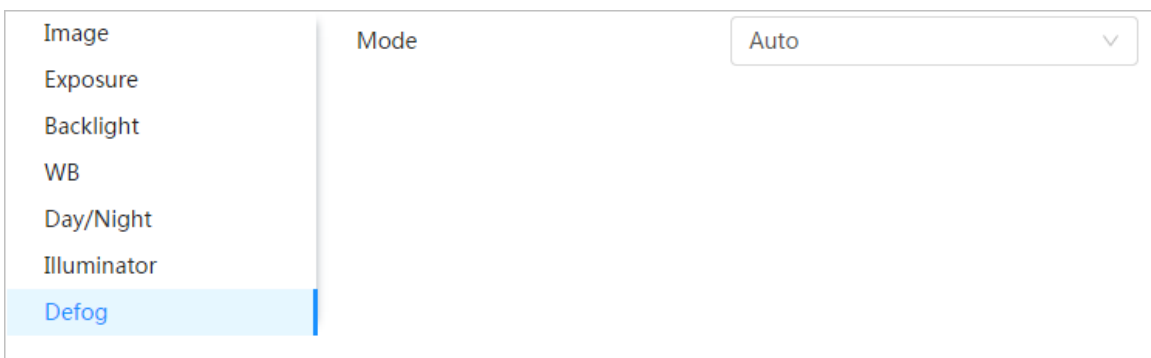 Image
Mode
Auto
Exposure
Backlight
WB
Day/Night
Illuminator
Defog